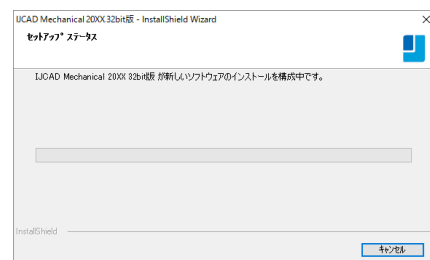 IJCAD Mechanical 20XX 32bit版 - InstallShield Wizard
セットアップ ステータス
IJCAD Mechanical 20XX 32bit版 が新しいソフトウェアのインストールを構成中です。
InstallShield
キャンセル